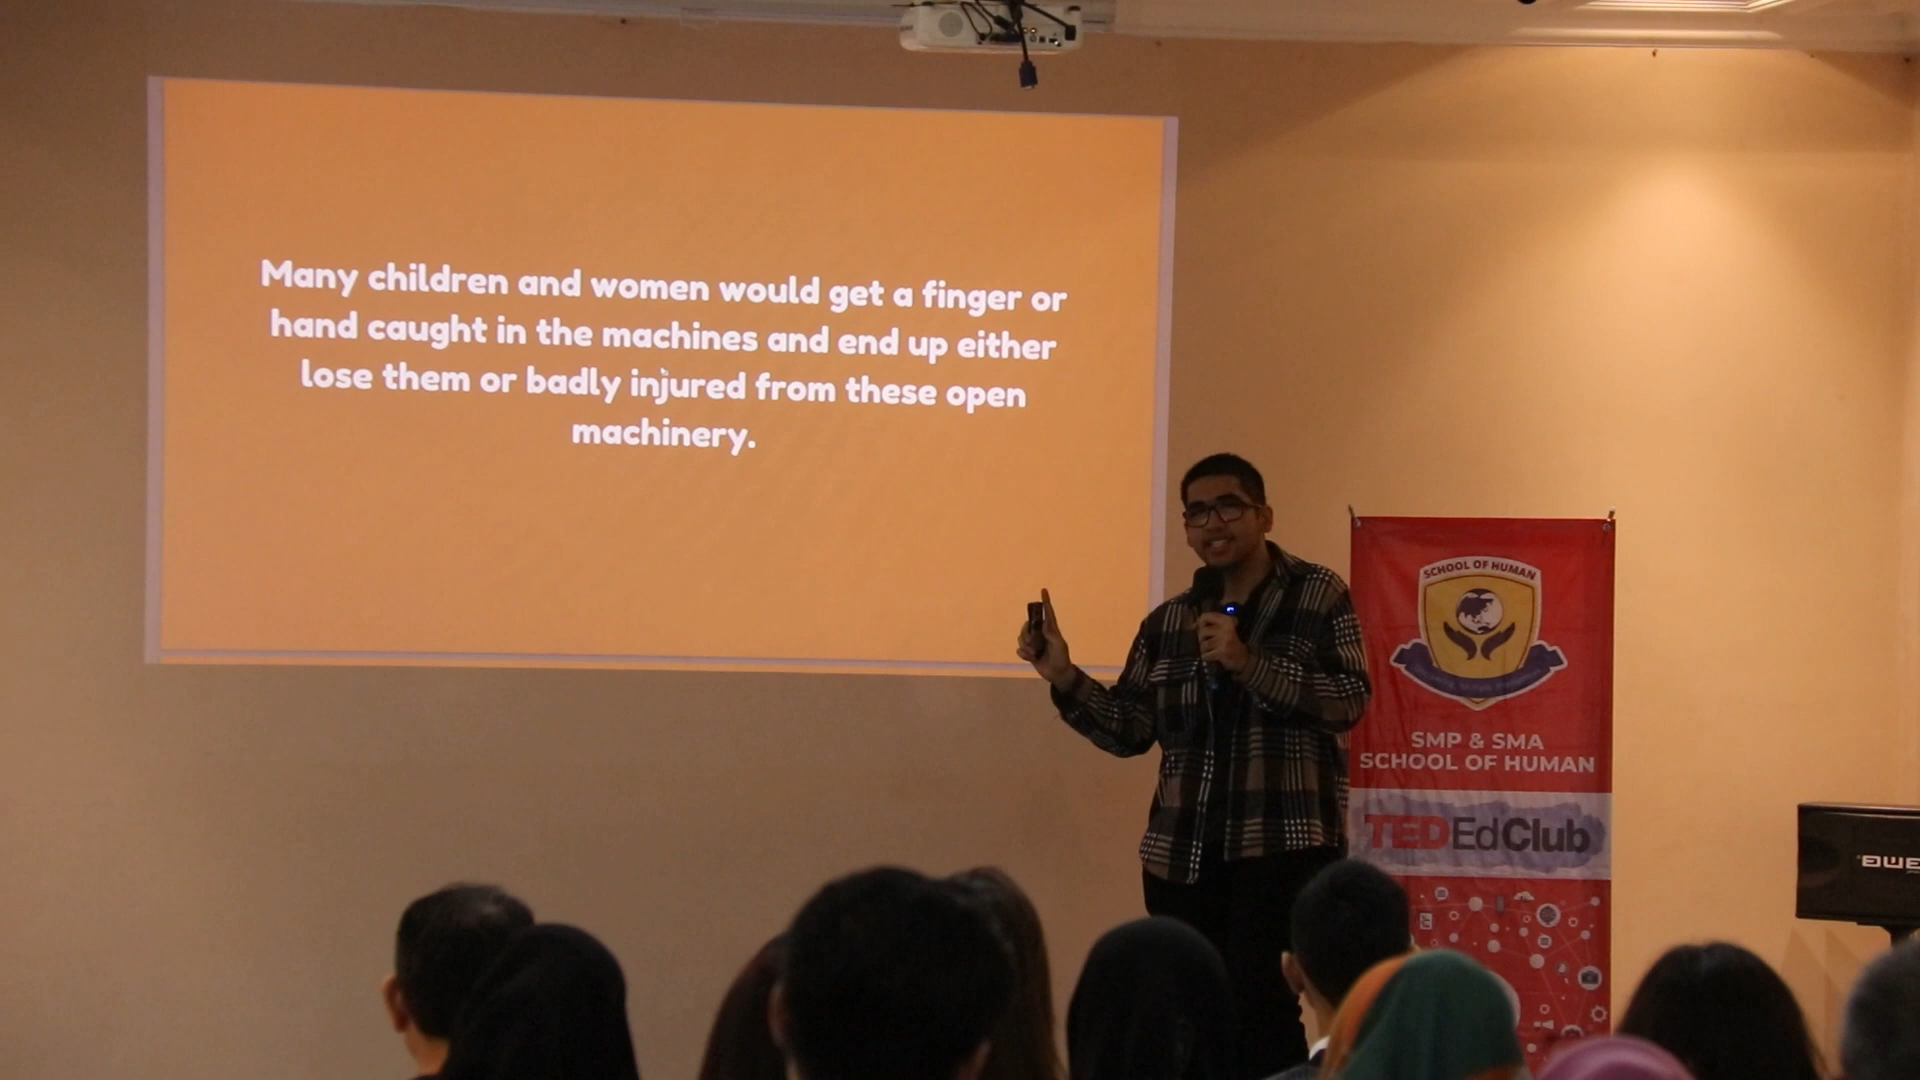 Many children and women would get a finger or
hand caught in the machines and end up either
lose them or badly injured from these open
machinery.
SCHOOL OF HUMAN
SMP & SMA
SCHOOL OF HUMAN
TEDEdClub